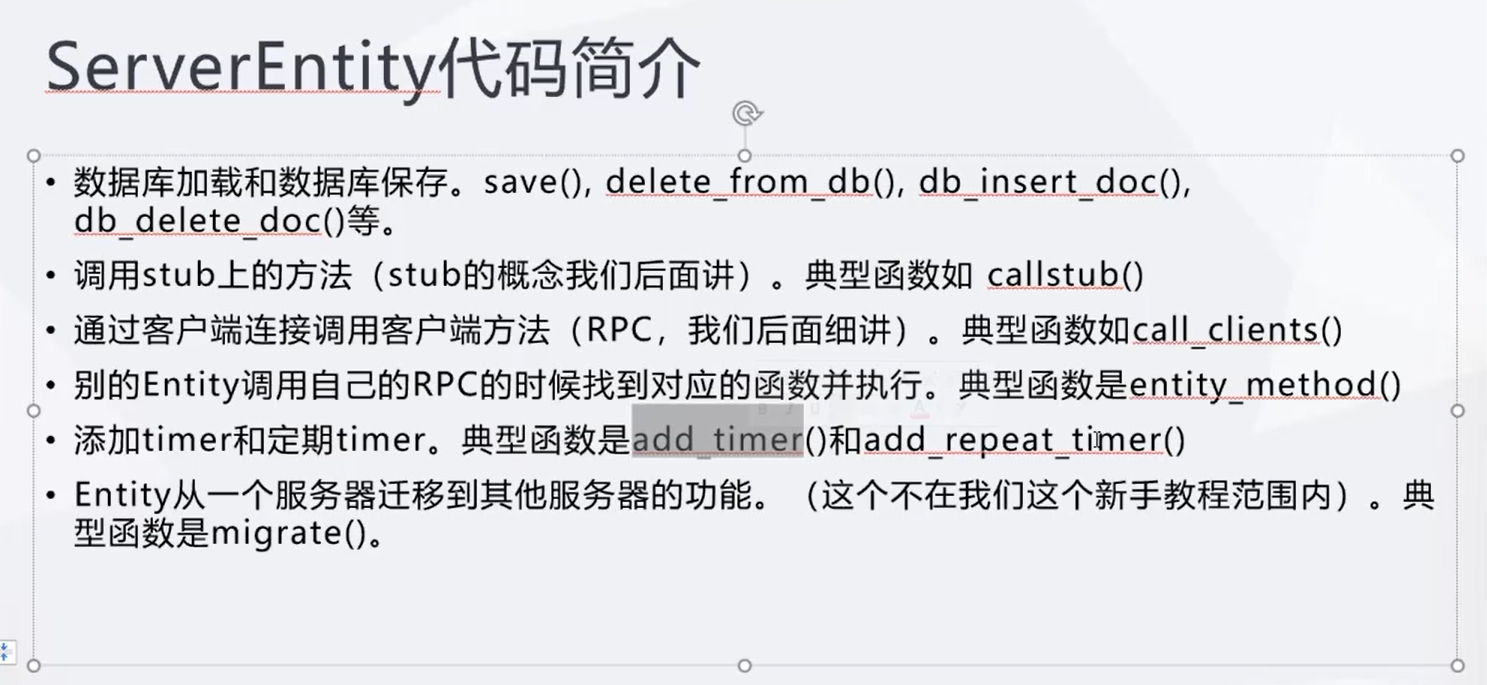 ServerEntity代码简介
• 数据库加载和数据库保存。save(), delete_from_db(), db_insert_doc(),
db_delete_doc()等。
• 调用stub上的方法（stub的概念我们后面讲）。典型函数如 callstub()
• 通过客户端连接调用客户端方法（RPC，我们后面细讲）。典型函数如call_clients()
• 别的Entity调用自己的RPC的时候找到对应的函数并执行。典型函数是entity_method()
• 添加timer和定期timer。典型函数是add_timer()和add_repeat_timer()
• Entity从一个服务器迁移到其他服务器的功能。（这个不在我们这个新手教程范围内）。典
型函数是migrate()。